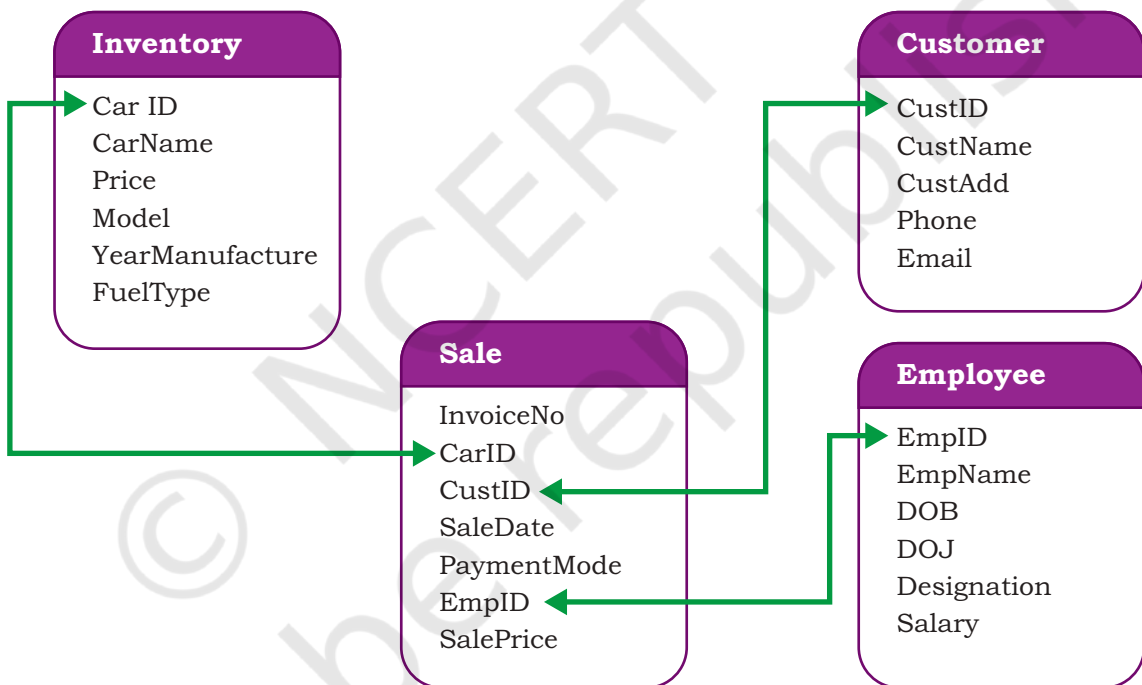 Inventory
Car ID
CarName
Price
Model
YearManufacture
FuelType
Customer
CustID
CustName
CustAdd
Phone
Email
Sale
InvoiceNo
CarID
CustID
SaleDate
PaymentMode
EmpID
SalePrice
Employee
EmpID
EmpName
DOB
DOJ
Designation
Salary
© NCERT
be republish